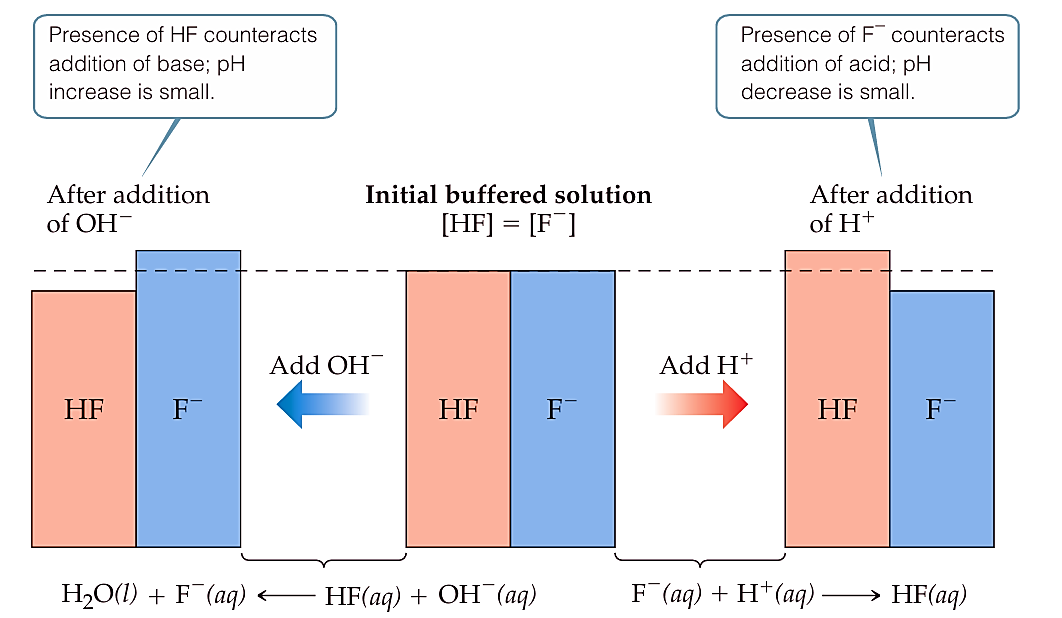 Presence of HF counteracts
addition of base; pH
increase is small.
Presence of F⁻ counteracts
addition of acid; pH
decrease is small.
After addition
of OH⁻
Initial buffered solution
[HF] = [F⁻]
After addition
of H⁺
HF
F⁻
Add OH⁻
HF
F⁻
Add H⁺
HF
F⁻
H₂O(l) + F⁻(aq) ⟵ HF(aq) + OH⁻(aq)
F⁻(aq) + H⁺(aq) ⟶ HF(aq)